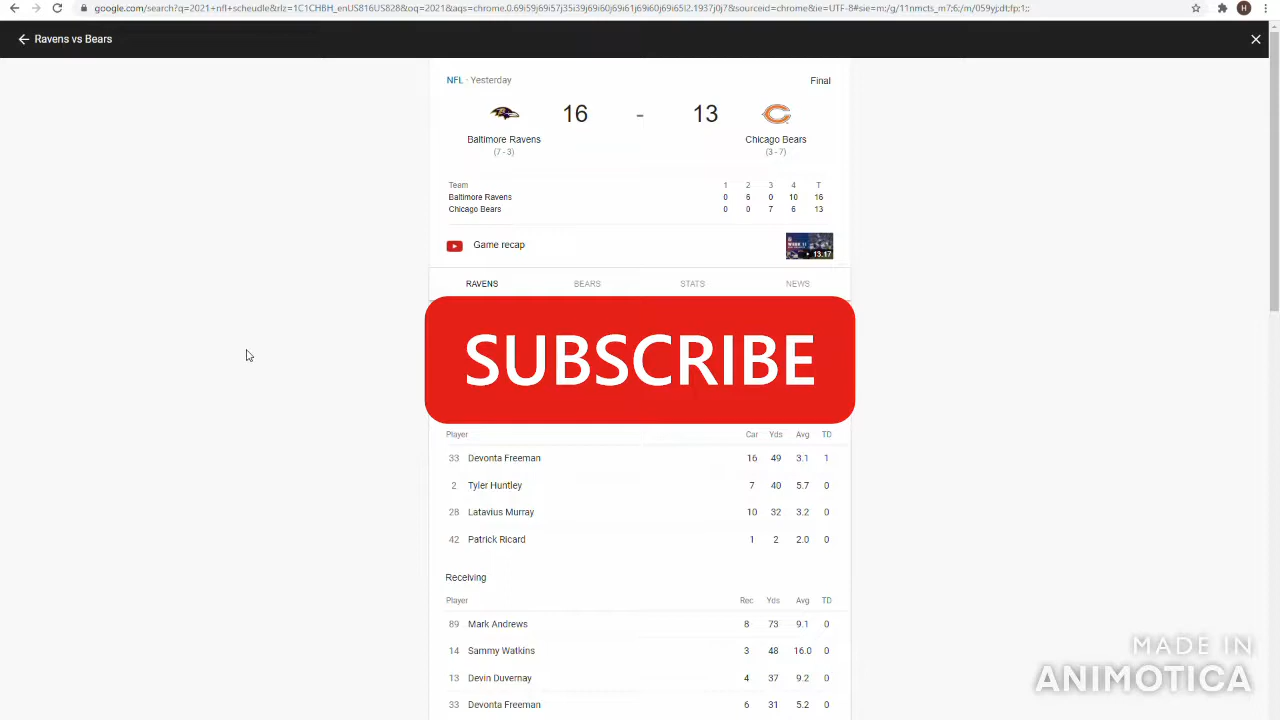 google.com/search?q=2021+nfl+scheudle&rlz=1C1CHBH_enUS816US828&oq=2021&aqs=chrome.0.69i59j69i57j35i39j69i60j69i61j69i60j69i65l2.1937j0j7&sourceid=chrome&ie=UTF-8#sie=m;/g/11nmcts_m7;6;/m/059yj;dt;fp;1;;
H
Ravens vs Bears
NFL · Yesterday Final
16 - 13
Baltimore Ravens Chicago Bears
(7 - 3) (3 - 7)
Team 1 2 3 4 T
Baltimore Ravens 0 6 0 10 16
Chicago Bears 0 0 7 6 13
Game recap 13:17
RAVENS BEARS STATS NEWS
SUBSCRIBE
Player Car Yds Avg TD
33 Devonta Freeman 16 49 3.1 1
2 Tyler Huntley 7 40 5.7 0
28 Latavius Murray 10 32 3.2 0
42 Patrick Ricard 1 2 2.0 0
Receiving
Player Rec Yds Avg TD
89 Mark Andrews 8 73 9.1 0
14 Sammy Watkins 3 48 16.0 0
13 Devin Duvernay 4 37 9.2 0
33 Devonta Freeman 6 31 5.2 0
MADE IN
ANIMOTICA